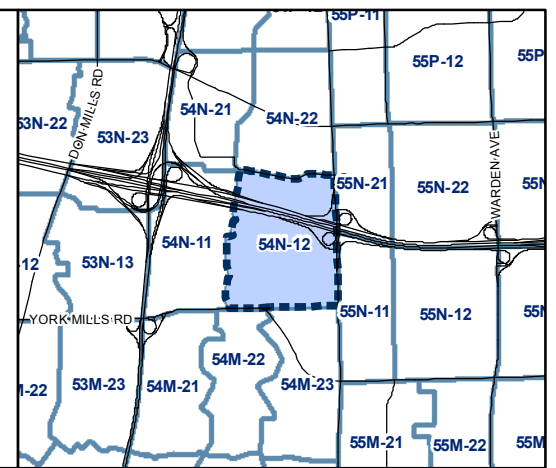 55P-11
55P-12
55P
54N-21
54N-22
53N-22
DON MILLS RD
53N-23
55N-21
55N-22
WARDEN AVE
55N
54N-11
54N-12
-12
53N-13
55N-11
55N-12
55N
YORK MILLS RD
54M-22
M-22
53M-23
54M-21
54M-23
55M-21
55M-22
55M